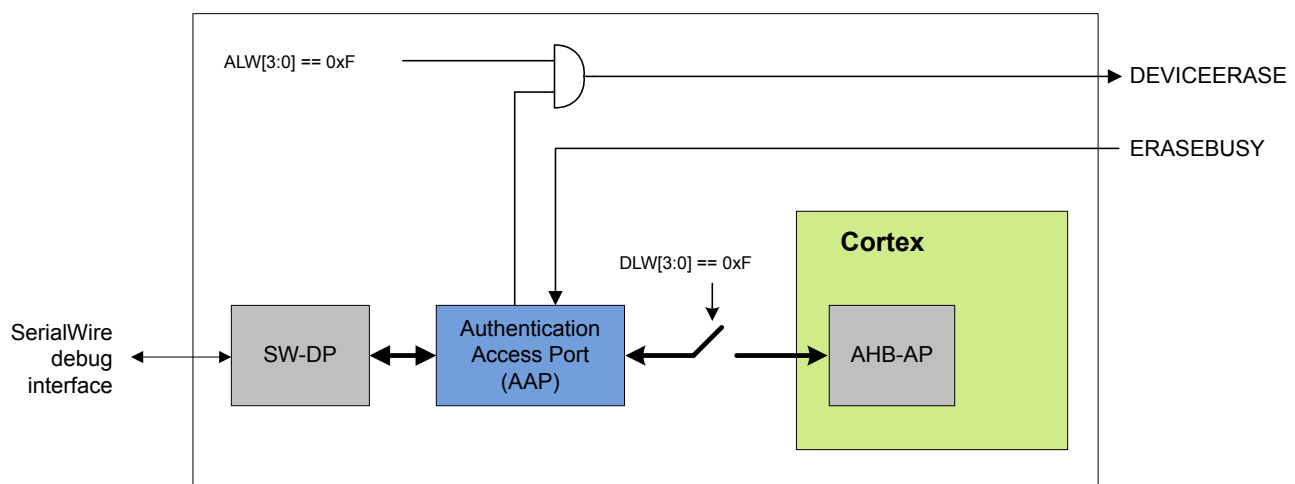 ALW[3:0] == 0xF
DEVICEERASE
ERASEBUSY
Cortex
DLW[3:0] == 0xF
SerialWire
debug
interface
SW-DP
Authentication
Access Port
(AAP)
AHB-AP